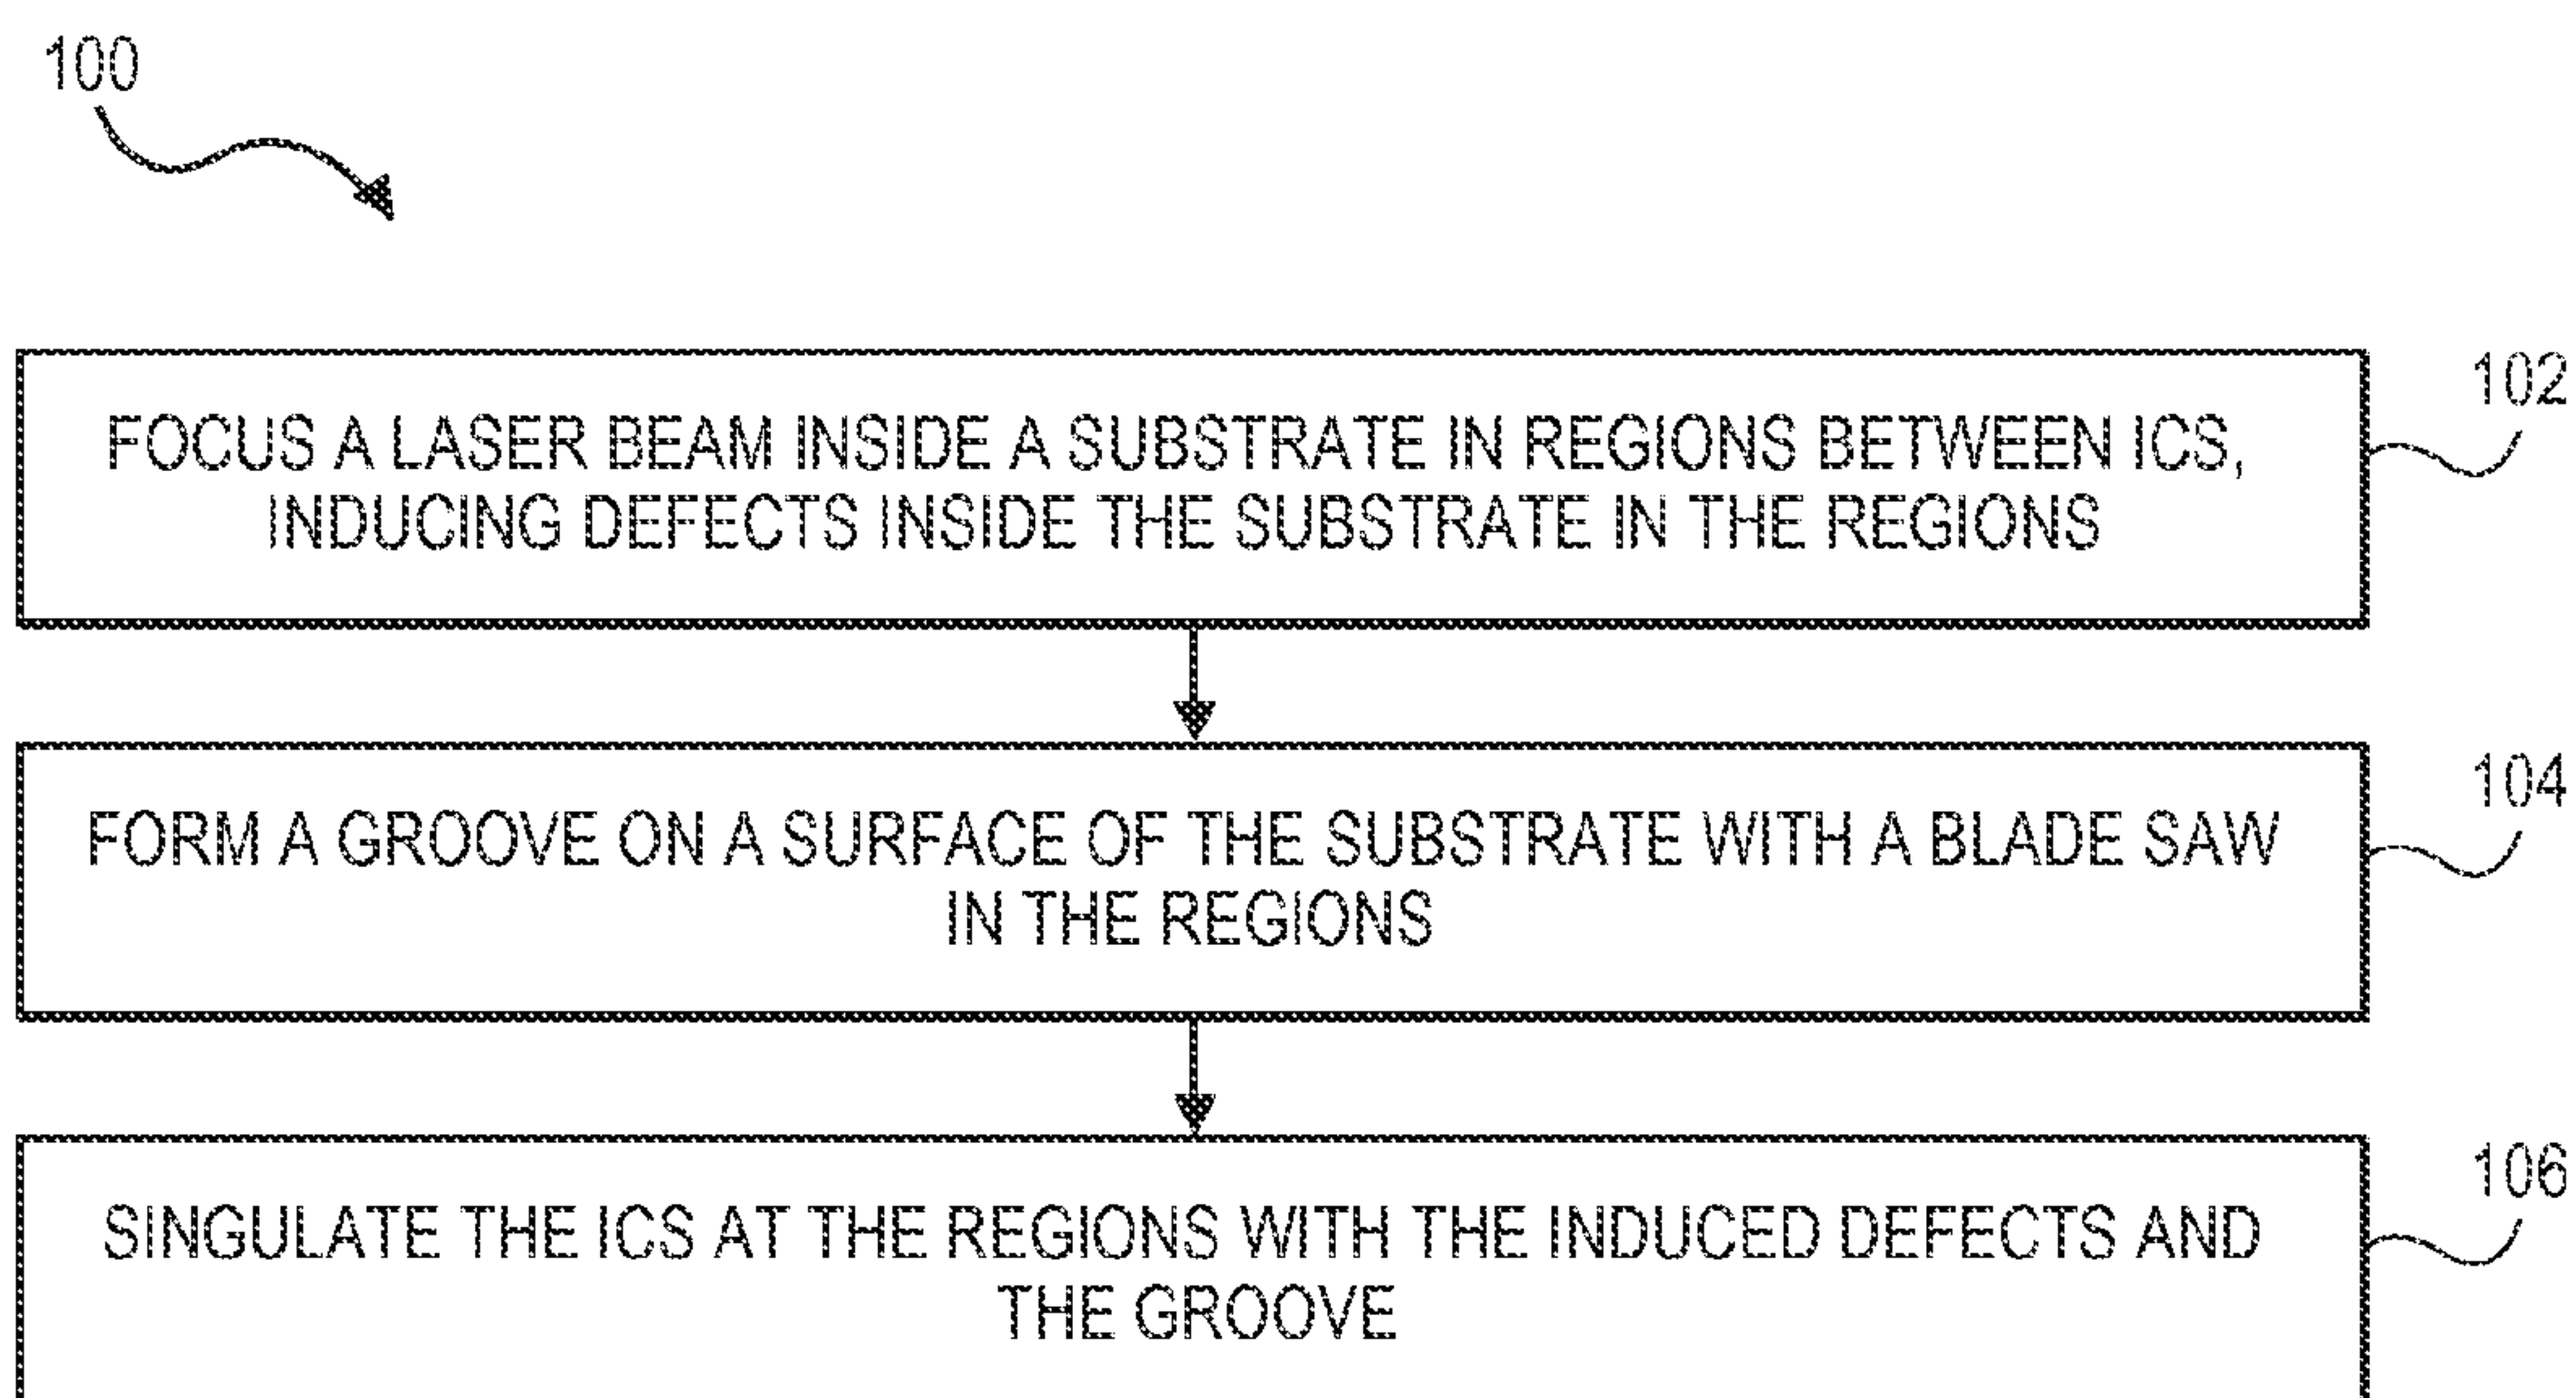 100
102
FOCUS A LASER BEAM INSIDE A SUBSTRATE IN REGIONS BETWEEN ICS,
INDUCING DEFECTS INSIDE THE SUBSTRATE IN THE REGIONS
104
FORM A GROOVE ON A SURFACE OF THE SUBSTRATE WITH A BLADE SAW
IN THE REGIONS
106
SINGULATE THE ICS AT THE REGIONS WITH THE INDUCED DEFECTS AND
THE GROOVE